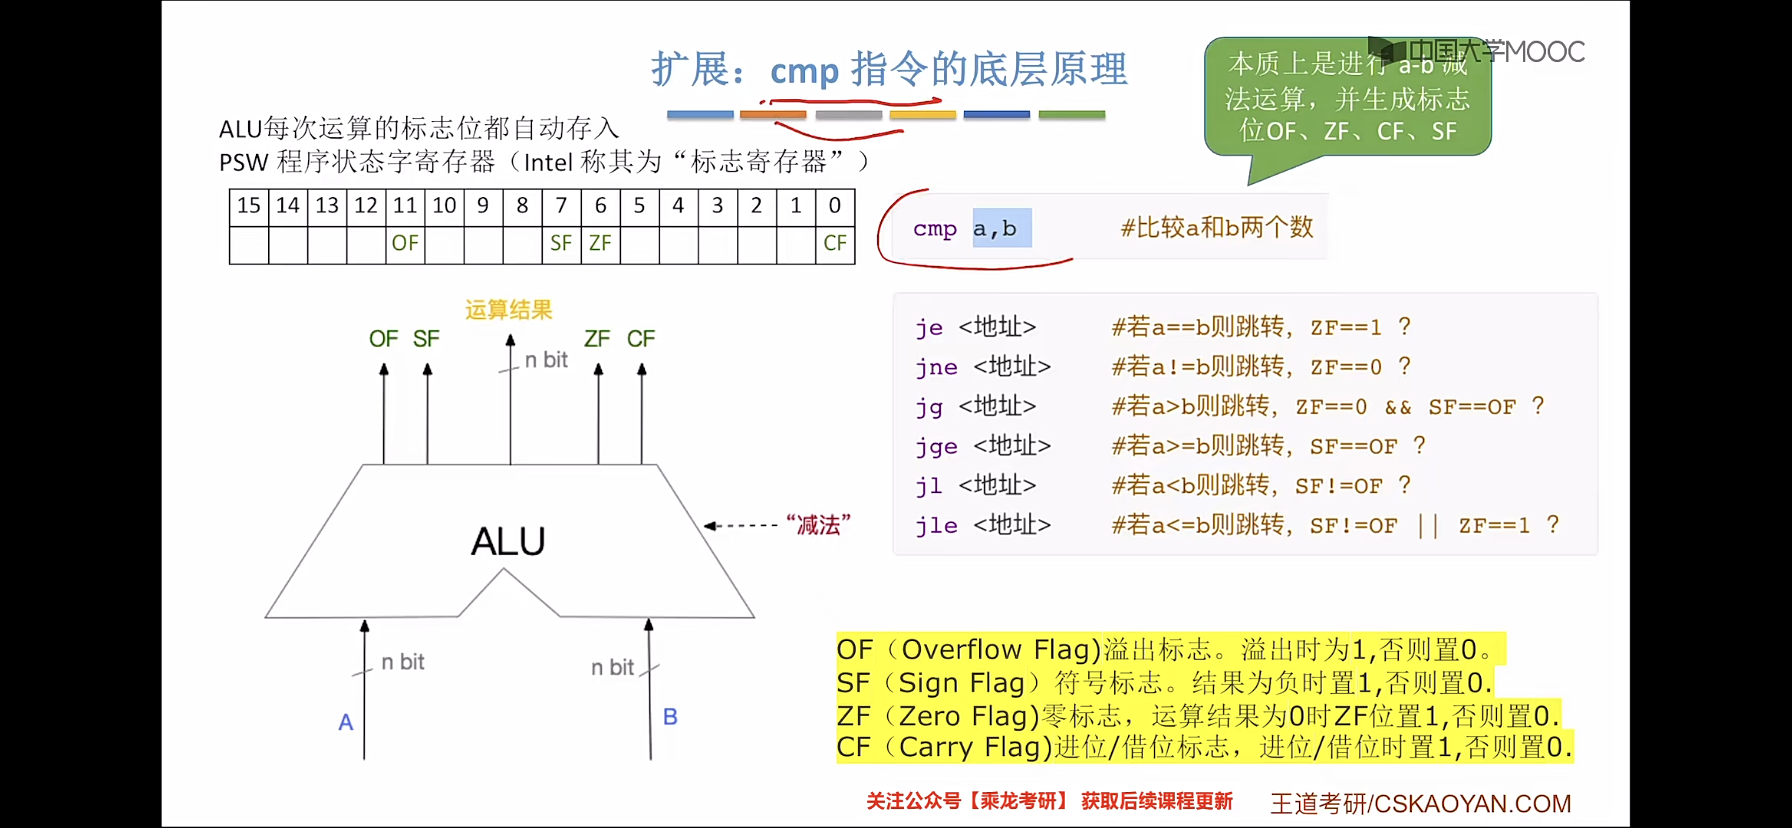 扩展：cmp 指令的底层原理
中国大学MOOC
本质上是进行 a-b 减
法运算，并生成标志
位OF、ZF、CF、SF
ALU每次运算的标志位都自动存入
PSW 程序状态字寄存器（Intel 称其为“标志寄存器”）
15 14 13 12 11 10 9 8 7 6 5 4 3 2 1 0
OF SF ZF CF
cmp a,b #比较a和b两个数
运算结果
OF SF ZF CF
n bit
ALU
“减法”
n bit n bit
A B
je <地址> #若a==b则跳转，ZF==1 ?
jne <地址> #若a!=b则跳转，ZF==0 ?
jg <地址> #若a>b则跳转，ZF==0 && SF==OF ?
jge <地址> #若a>=b则跳转，SF==OF ?
jl <地址> #若a<b则跳转，SF!=OF ?
jle <地址> #若a<=b则跳转，SF!=OF || ZF==1 ?
OF（Overflow Flag)溢出标志。溢出时为1,否则置0。
SF（Sign Flag）符号标志。结果为负时置1,否则置0.
ZF（Zero Flag)零标志，运算结果为0时ZF位置1,否则置0.
CF（Carry Flag)进位/借位标志，进位/借位时置1,否则置0.
关注公众号【乘龙考研】 获取后续课程更新
王道考研/CSKAOYAN.COM